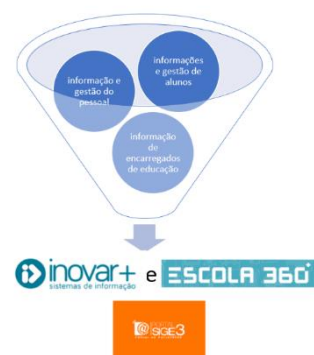 informação e
gestão do
pessoal
informações
e gestão de
alunos
informação
de
encarregados
de educação
inovar+ e ESCOLA 360°
sistemas de informação
SIGE3